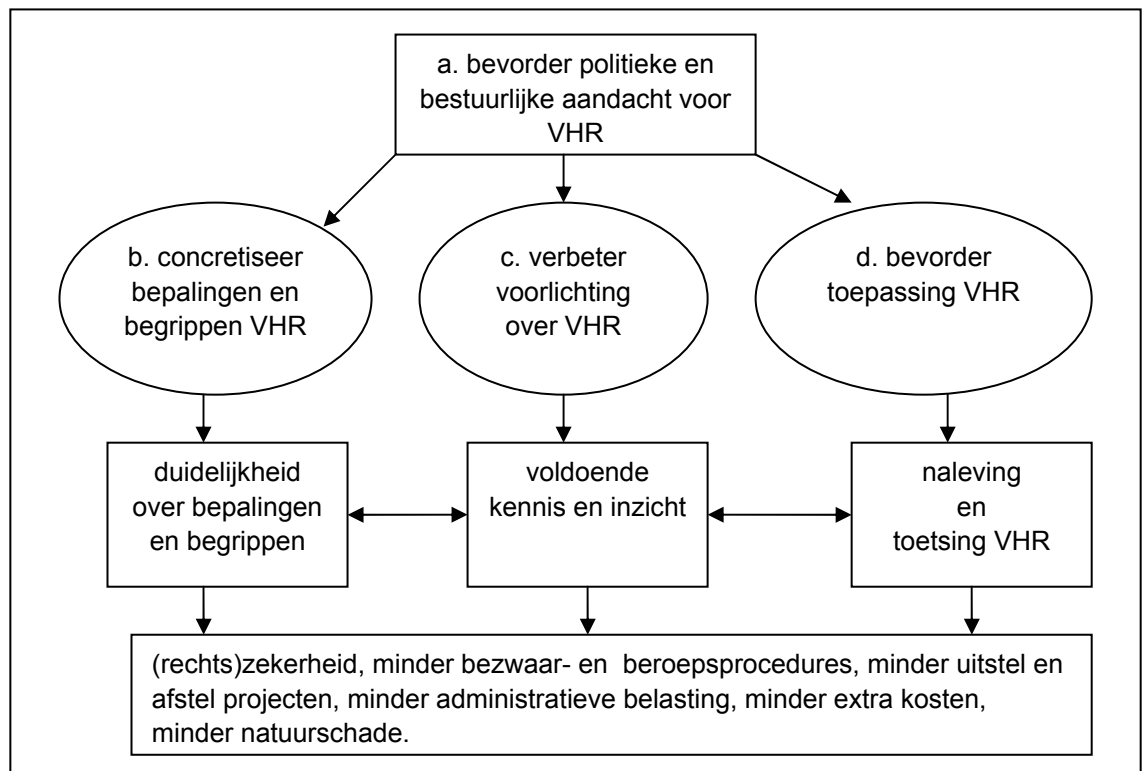 a. bevorder politieke en
bestuurlijke aandacht voor
VHR
b. concretiseer
bepalingen en
begrippen VHR
c. verbeter
voorlichting
over VHR
d. bevorder
toepassing VHR
duidelijkheid
over bepalingen
en begrippen
voldoende
kennis en inzicht
naleving
en
toetsing VHR
(rechts)zekerheid, minder bezwaar- en beroepsprocedures, minder uitstel en
afstel projecten, minder administratieve belasting, minder extra kosten,
minder natuurschade.